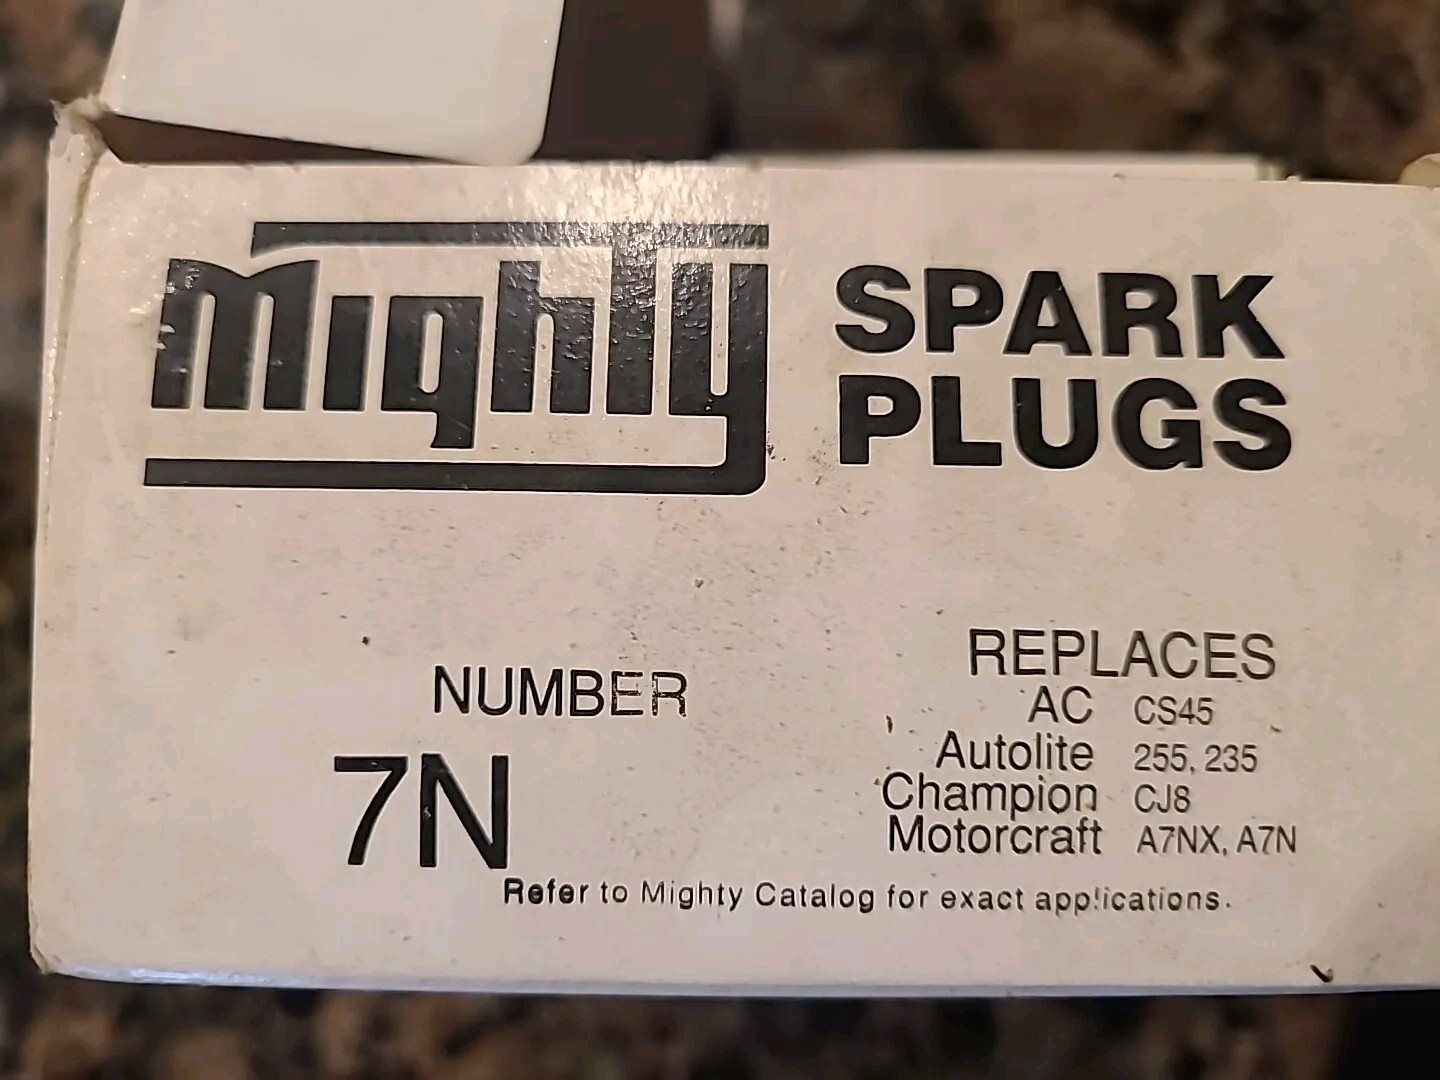 Mighty SPARK
PLUGS
NUMBER
7N
REPLACES
AC CS45
Autolite 255, 235
Champion CJ8
Motorcraft A7NX, A7N
Refer to Mighty Catalog for exact applications.